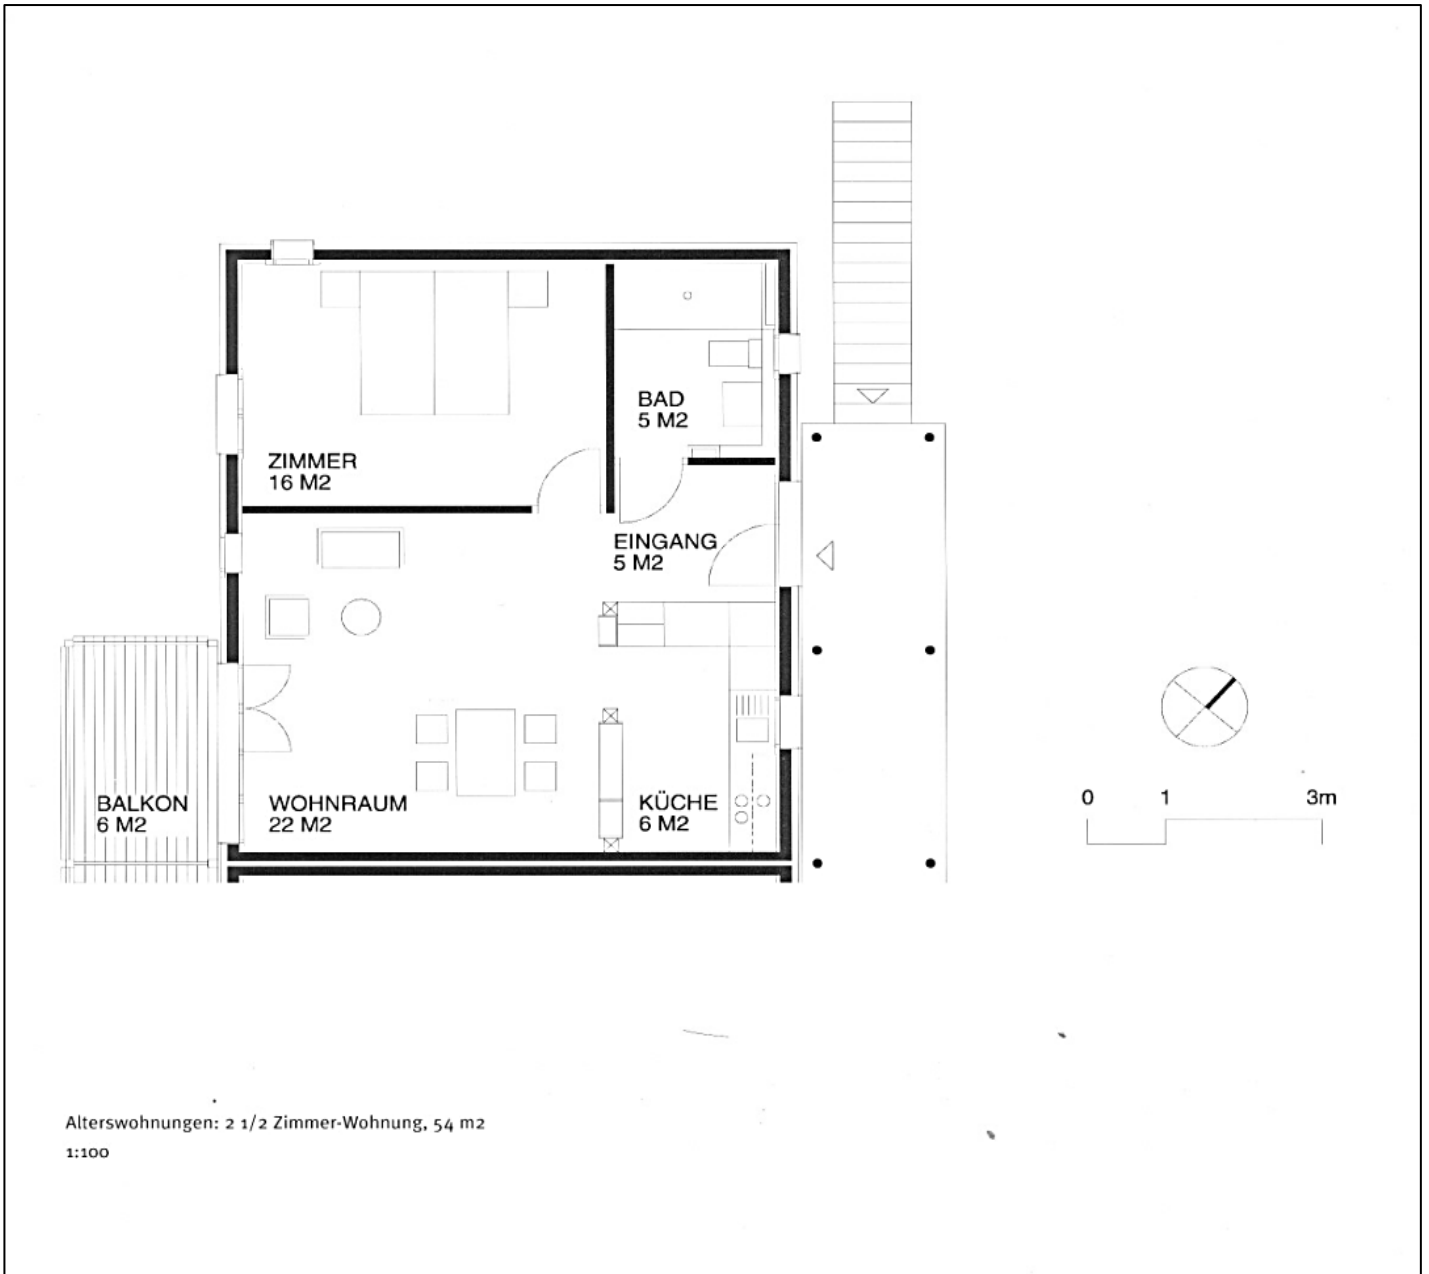 BAD
5 M2
ZIMMER
16 M2
EINGANG
5 M2
BALKON
6 M2
WOHNRAUM
22 M2
KÜCHE
6 M2
0 1 3m
Alterswohnungen: 2 1/2 Zimmer-Wohnung, 54 m2
1:100